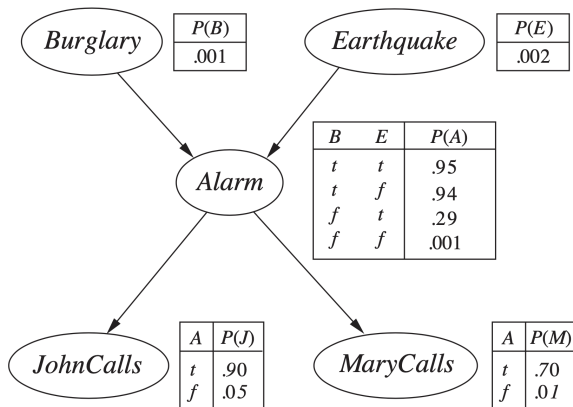 Burglary
P(B)
.001
Earthquake
P(E)
.002
Alarm
B E P(A)
t t .95
t f .94
f t .29
f f .001
JohnCalls
A P(J)
t .90
f .05
MaryCalls
A P(M)
t .70
f .01